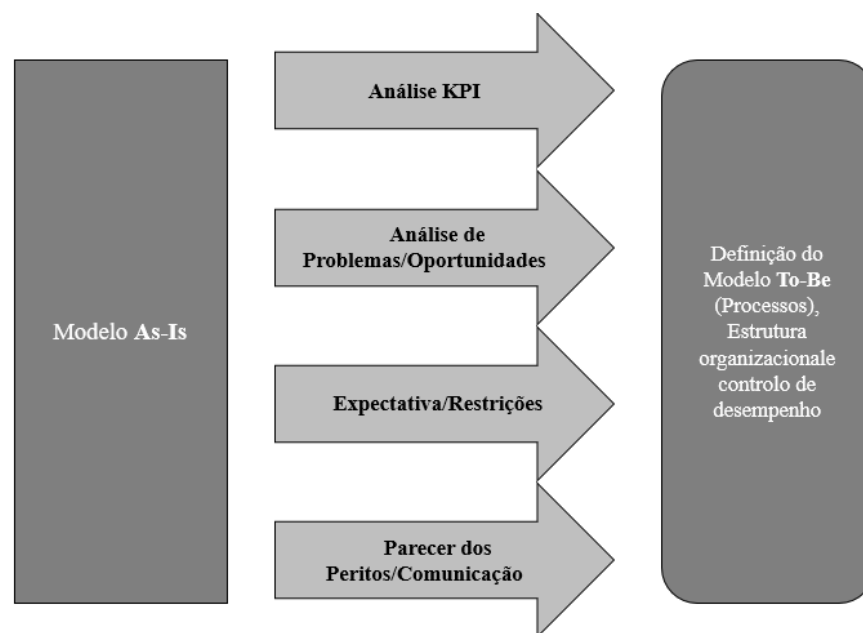 Modelo As-Is
Análise KPI
Análise de
Problemas/Oportunidades
Expectativa/Restrições
Parecer dos
Peritos/Comunicação
Definição do
Modelo To-Be
(Processos),
Estrutura
organizacionale
controlo de
desempenho